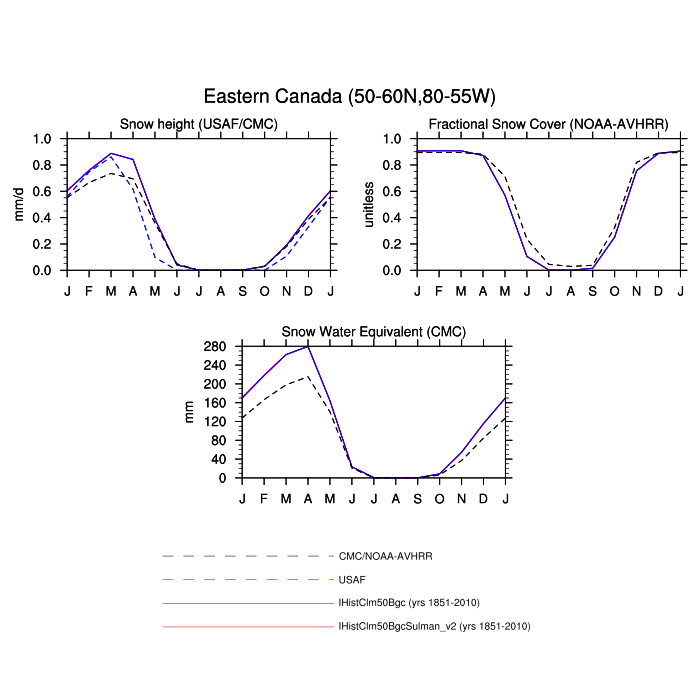 Eastern Canada (50-60N,80-55W)
Snow height (USAF/CMC)
1.0
0.8
0.6
0.4
0.2
0.0
mm/d
J F M A M J J A S O N D J
Fractional Snow Cover (NOAA-AVHRR)
1.0
0.8
0.6
0.4
0.2
0.0
unitless
J F M A M J J A S O N D J
Snow Water Equivalent (CMC)
280
240
200
160
120
80
40
0
mm
J F M A M J J A S O N D J
CMC/NOAA-AVHRR
USAF
IHistClm50Bgc (yrs 1851-2010)
IHistClm50BgcSulman_v2 (yrs 1851-2010)